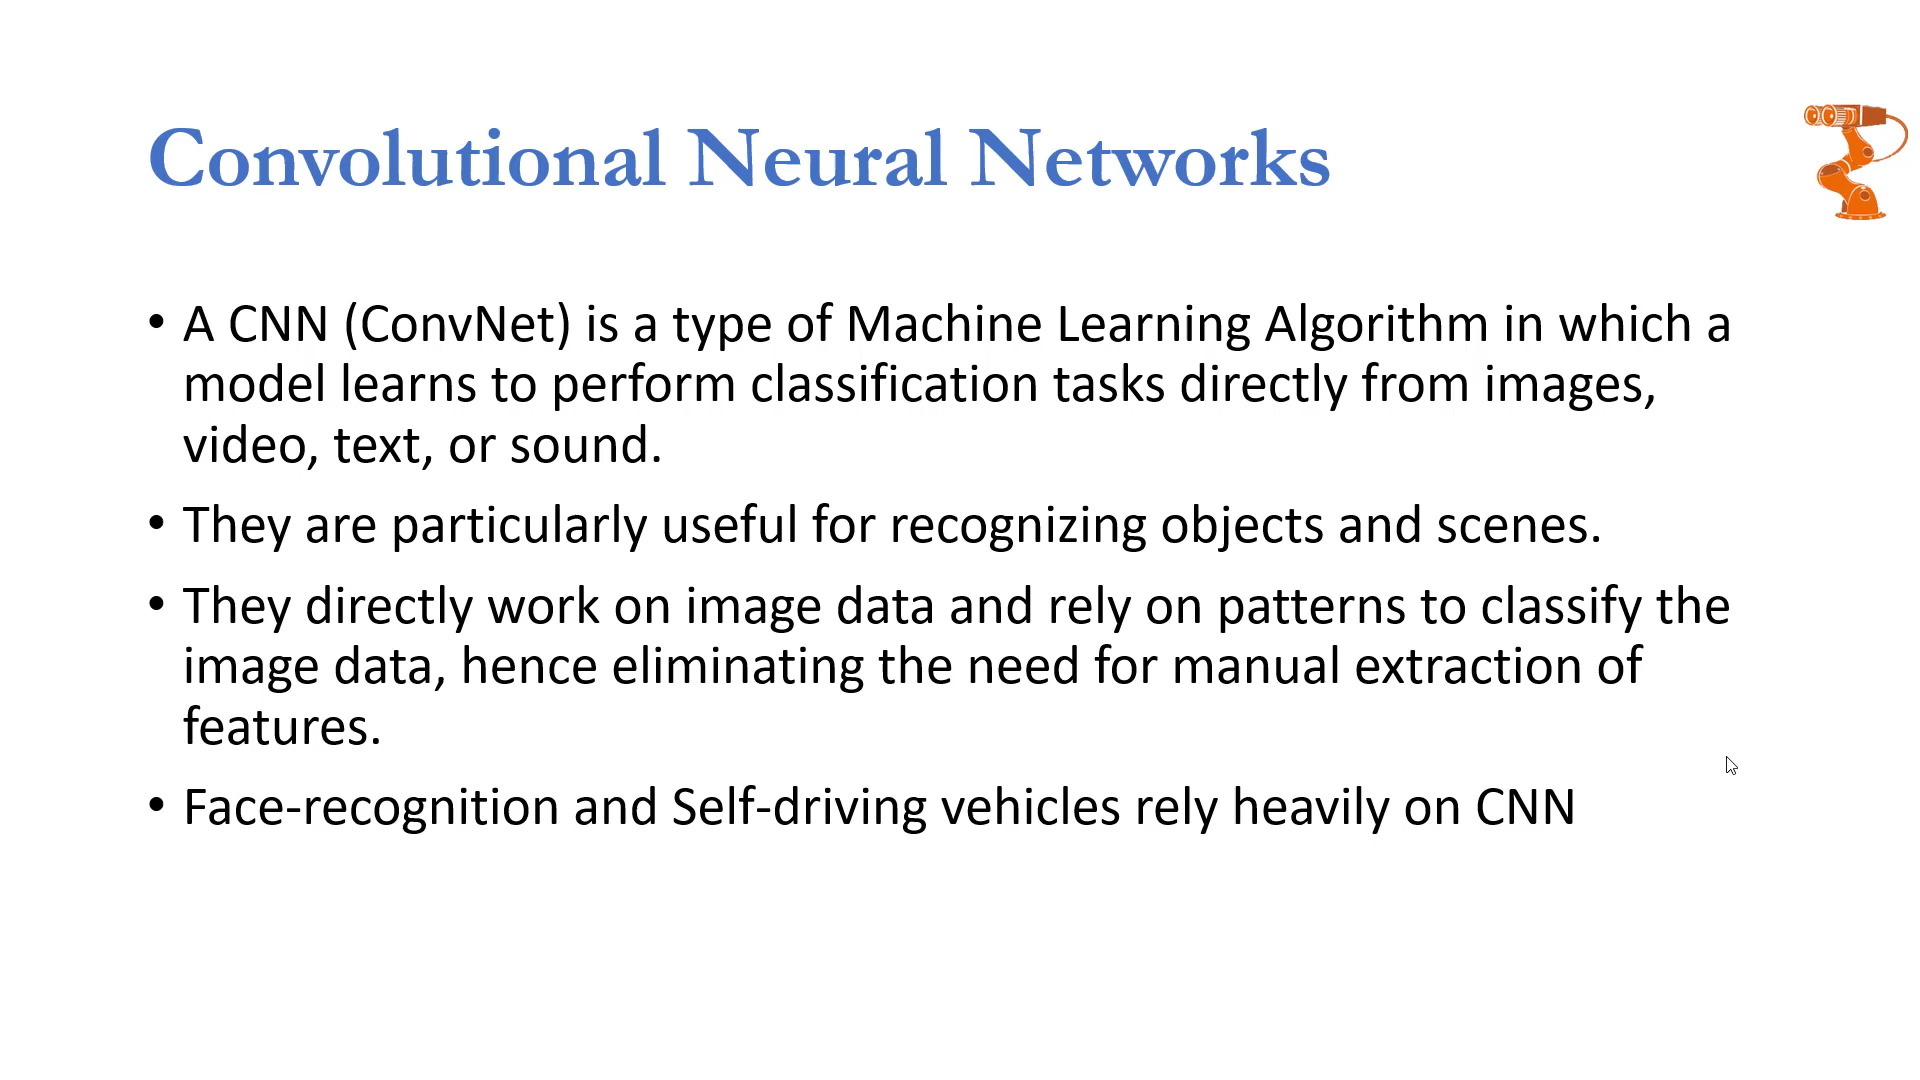 Convolutional Neural Networks
• A CNN (ConvNet) is a type of Machine Learning Algorithm in which a
model learns to perform classification tasks directly from images,
video, text, or sound.
• They are particularly useful for recognizing objects and scenes.
• They directly work on image data and rely on patterns to classify the
image data, hence eliminating the need for manual extraction of
features.
• Face-recognition and Self-driving vehicles rely heavily on CNN